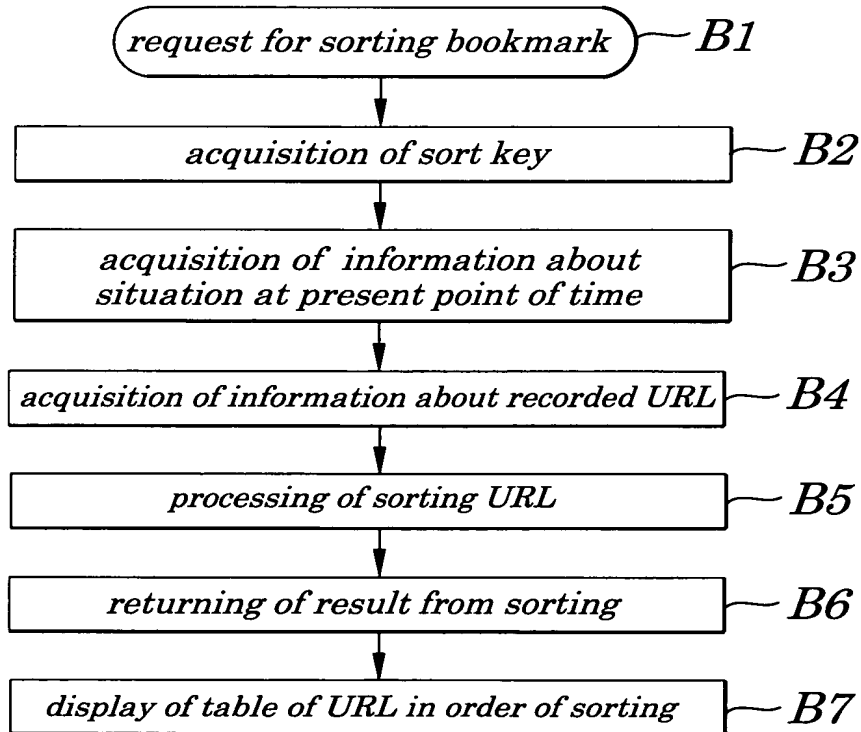 request for sorting bookmark B1
acquisition of sort key B2
acquisition of information about
situation at present point of time B3
acquisition of information about recorded URL B4
processing of sorting URL B5
returning of result from sorting B6
display of table of URL in order of sorting B7